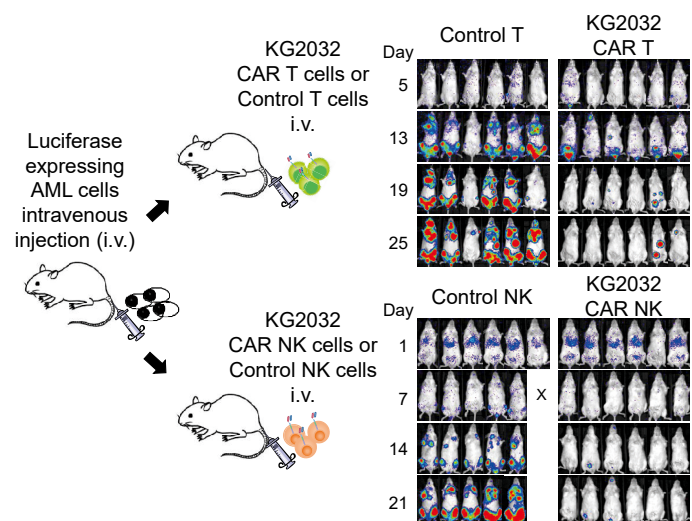 Luciferase
expressing
AML cells
intravenous
injection (i.v.)
KG2032
CAR T cells or
Control T cells
i.v.
KG2032
CAR NK cells or
Control NK cells
i.v.
Day
Control T
KG2032
CAR T
5
13
19
25
Day
Control NK
KG2032
CAR NK
1
7
X
14
21